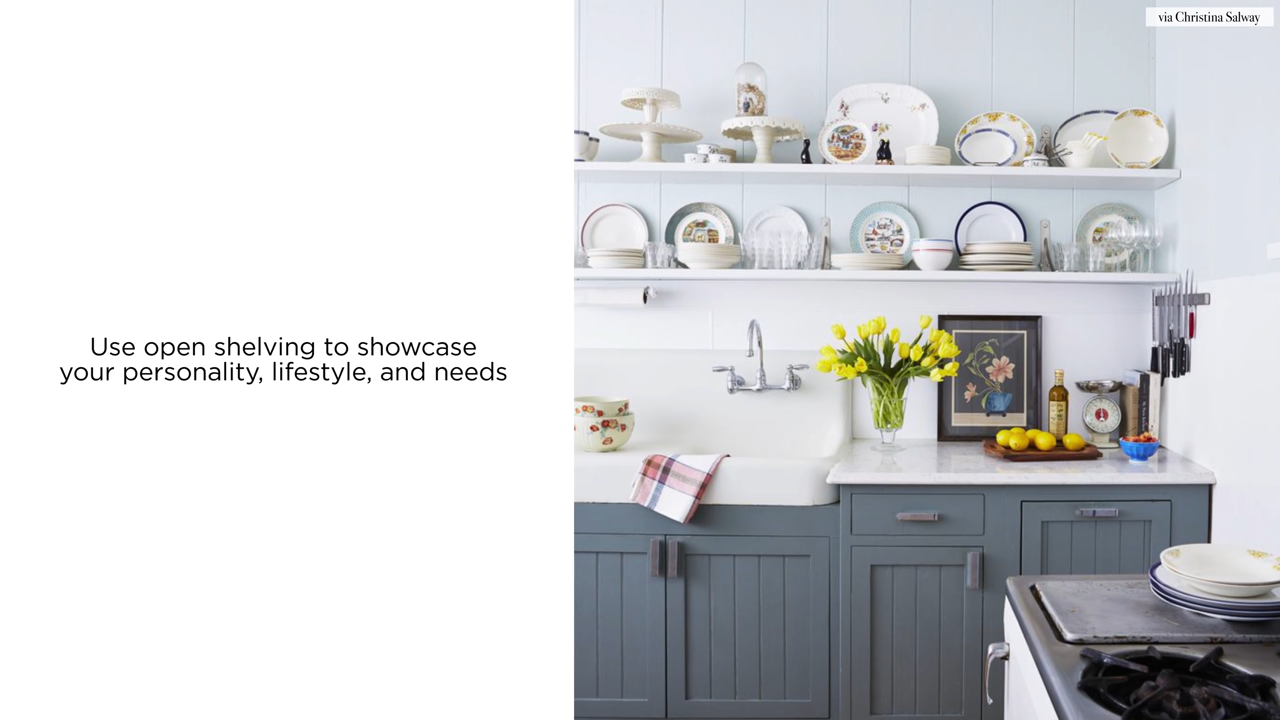 via Christina Salway
Use open shelving to showcase
your personality, lifestyle, and needs